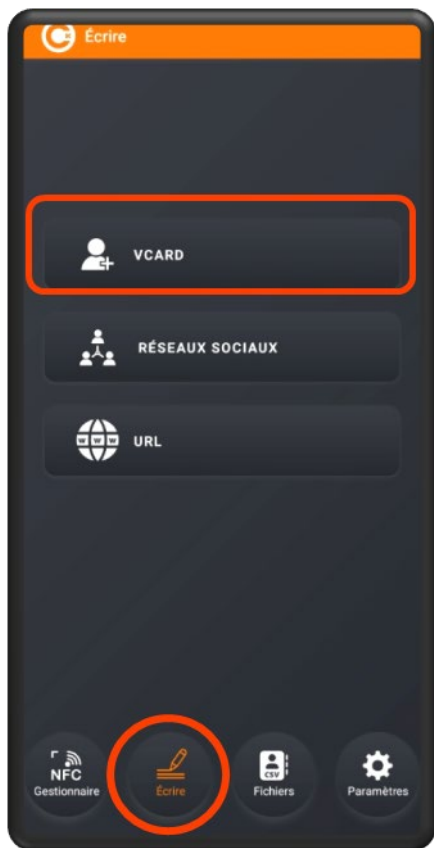 Écrire
VCARD
RÉSEAUX SOCIAUX
W W W
URL
NFC
Gestionnaire
Écrire
CSV
Fichiers
Paramètres